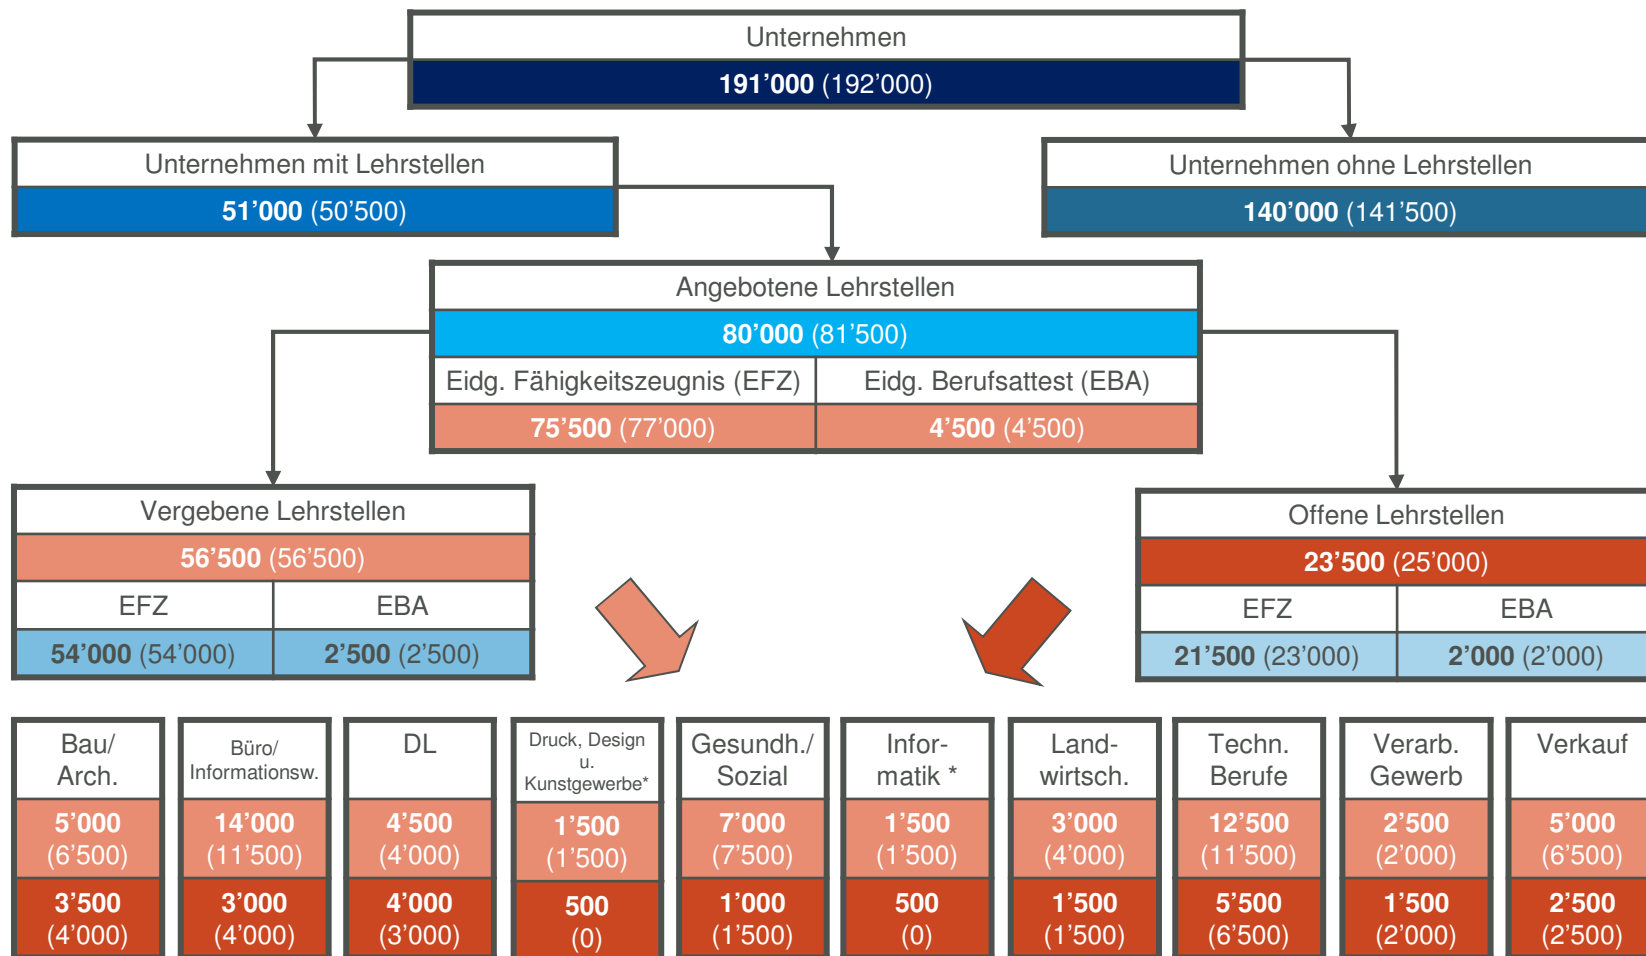 Unternehmen
191’000 (192’000)
Unternehmen mit Lehrstellen
51’000 (50’500)
Unternehmen ohne Lehrstellen
140’000 (141’500)
Angebotene Lehrstellen
80’000 (81’500)
Eidg. Fähigkeitszeugnis (EFZ)
75’500 (77’000)
Eidg. Berufsattest (EBA)
4’500 (4’500)
Vergebene Lehrstellen
56’500 (56’500)
EFZ
54’000 (54’000)
EBA
2’500 (2’500)
Offene Lehrstellen
23’500 (25’000)
EFZ
21’500 (23’000)
EBA
2’000 (2’000)
Bau/
Arch.
5’000
(6’500)
3’500
(4’000)
Büro/
Informationsw.
14’000
(11’500)
3’000
(4’000)
DL
4’500
(4’000)
4’000
(3’000)
Druck, Design
u.
Kunstgewerbe*
1’500
(1’500)
500
(0)
Gesundh./
Sozial
7’000
(7’500)
1’000
(1’500)
Infor-
matik *
1’500
(1’500)
500
(0)
Land-
wirtsch.
3’000
(4’000)
1’500
(1’500)
Techn.
Berufe
12’500
(11’500)
5’500
(6’500)
Verarb.
Gewerb
2’500
(2’000)
1’500
(2’000)
Verkauf
5’000
(6’500)
2’500
(2’500)